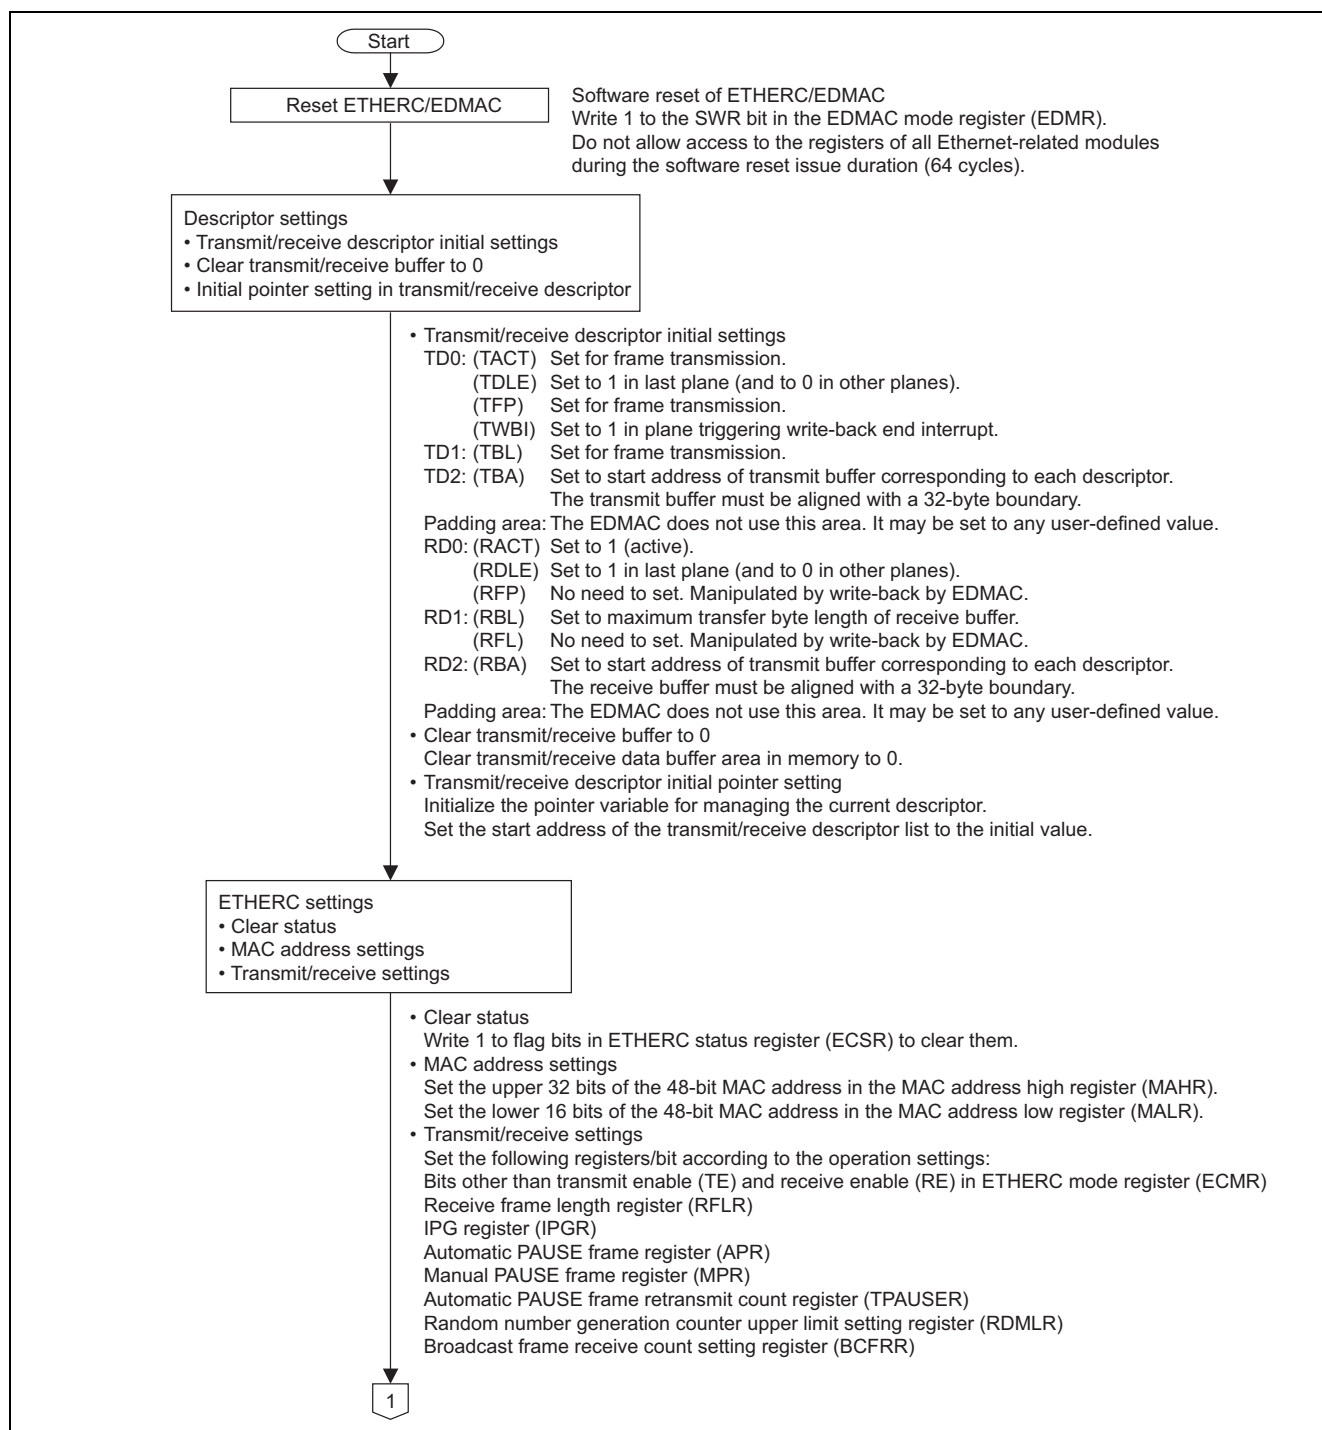 Start
Reset ETHERC/EDMAC
Software reset of ETHERC/EDMAC
Write 1 to the SWR bit in the EDMAC mode register (EDMR).
Do not allow access to the registers of all Ethernet-related modules
during the software reset issue duration (64 cycles).
Descriptor settings
• Transmit/receive descriptor initial settings
• Clear transmit/receive buffer to 0
• Initial pointer setting in transmit/receive descriptor
• Transmit/receive descriptor initial settings
TD0: (TACT) Set for frame transmission.
(TDLE) Set to 1 in last plane (and to 0 in other planes).
(TFP) Set for frame transmission.
(TWBI) Set to 1 in plane triggering write-back end interrupt.
TD1: (TBL) Set for frame transmission.
TD2: (TBA) Set to start address of transmit buffer corresponding to each descriptor.
The transmit buffer must be aligned with a 32-byte boundary.
Padding area: The EDMAC does not use this area. It may be set to any user-defined value.
RD0: (RACT) Set to 1 (active).
(RDLE) Set to 1 in last plane (and to 0 in other planes).
(RFP) No need to set. Manipulated by write-back by EDMAC.
RD1: (RBL) Set to maximum transfer byte length of receive buffer.
(RFL) No need to set. Manipulated by write-back by EDMAC.
RD2: (RBA) Set to start address of transmit buffer corresponding to each descriptor.
The receive buffer must be aligned with a 32-byte boundary.
Padding area: The EDMAC does not use this area. It may be set to any user-defined value.
• Clear transmit/receive buffer to 0
Clear transmit/receive data buffer area in memory to 0.
• Transmit/receive descriptor initial pointer setting
Initialize the pointer variable for managing the current descriptor.
Set the start address of the transmit/receive descriptor list to the initial value.
ETHERC settings
• Clear status
• MAC address settings
• Transmit/receive settings
• Clear status
Write 1 to flag bits in ETHERC status register (ECSR) to clear them.
• MAC address settings
Set the upper 32 bits of the 48-bit MAC address in the MAC address high register (MAHR).
Set the lower 16 bits of the 48-bit MAC address in the MAC address low register (MALR).
• Transmit/receive settings
Set the following registers/bit according to the operation settings:
Bits other than transmit enable (TE) and receive enable (RE) in ETHERC mode register (ECMR)
Receive frame length register (RFLR)
IPG register (IPGR)
Automatic PAUSE frame register (APR)
Manual PAUSE frame register (MPR)
Automatic PAUSE frame retransmit count register (TPAUSER)
Random number generation counter upper limit setting register (RDMLR)
Broadcast frame receive count setting register (BCFRR)
1